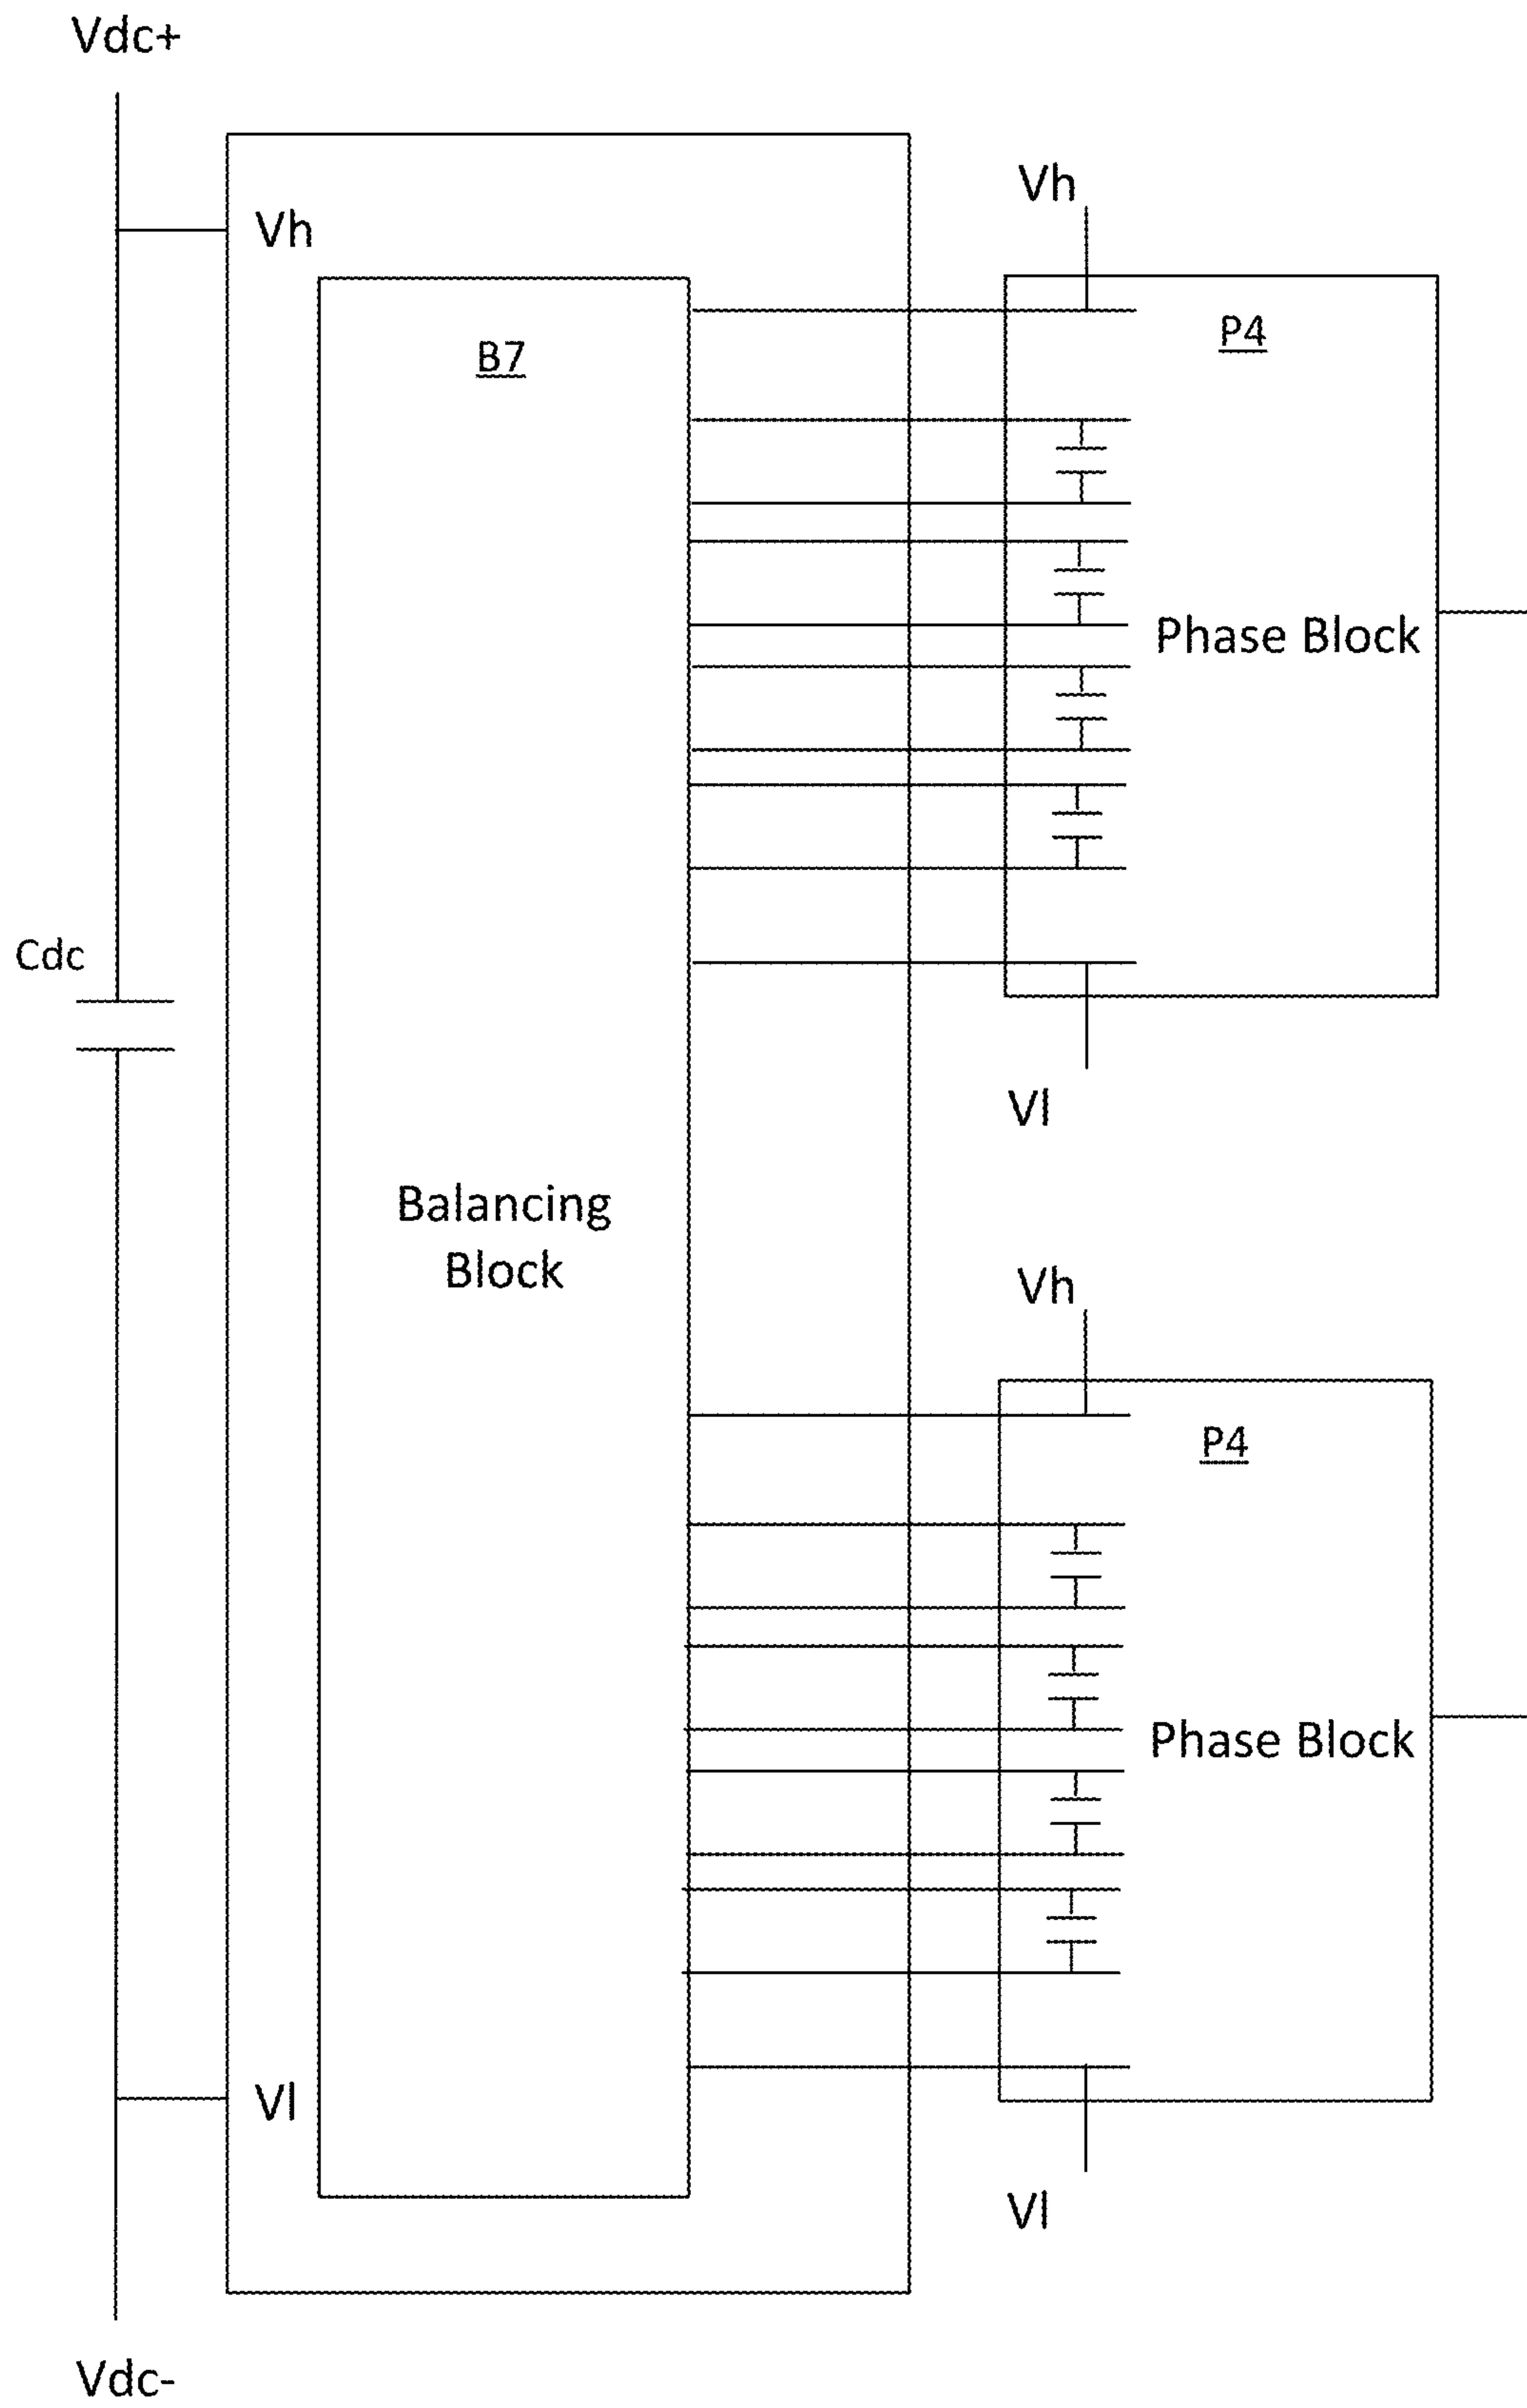 Vdc+
Vh
Vh
B7
P4
Phase Block
Cdc
Vl
Balancing
Block
Vh
P4
Phase Block
Vl
Vl
Vdc-